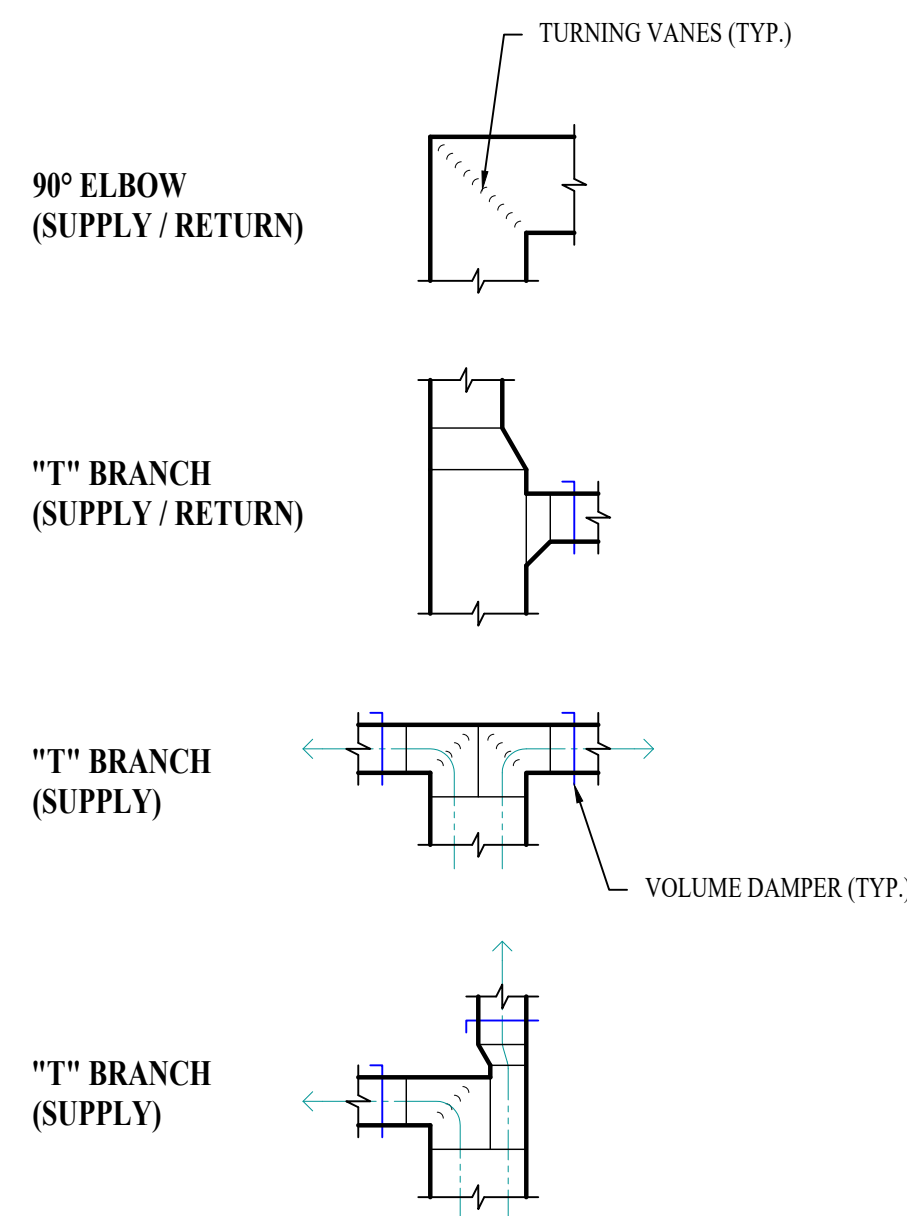 TURNING VANES (TYP.)
90° ELBOW
(SUPPLY / RETURN)
"T" BRANCH
(SUPPLY / RETURN)
"T" BRANCH
(SUPPLY)
VOLUME DAMPER (TYP.)
"T" BRANCH
(SUPPLY)